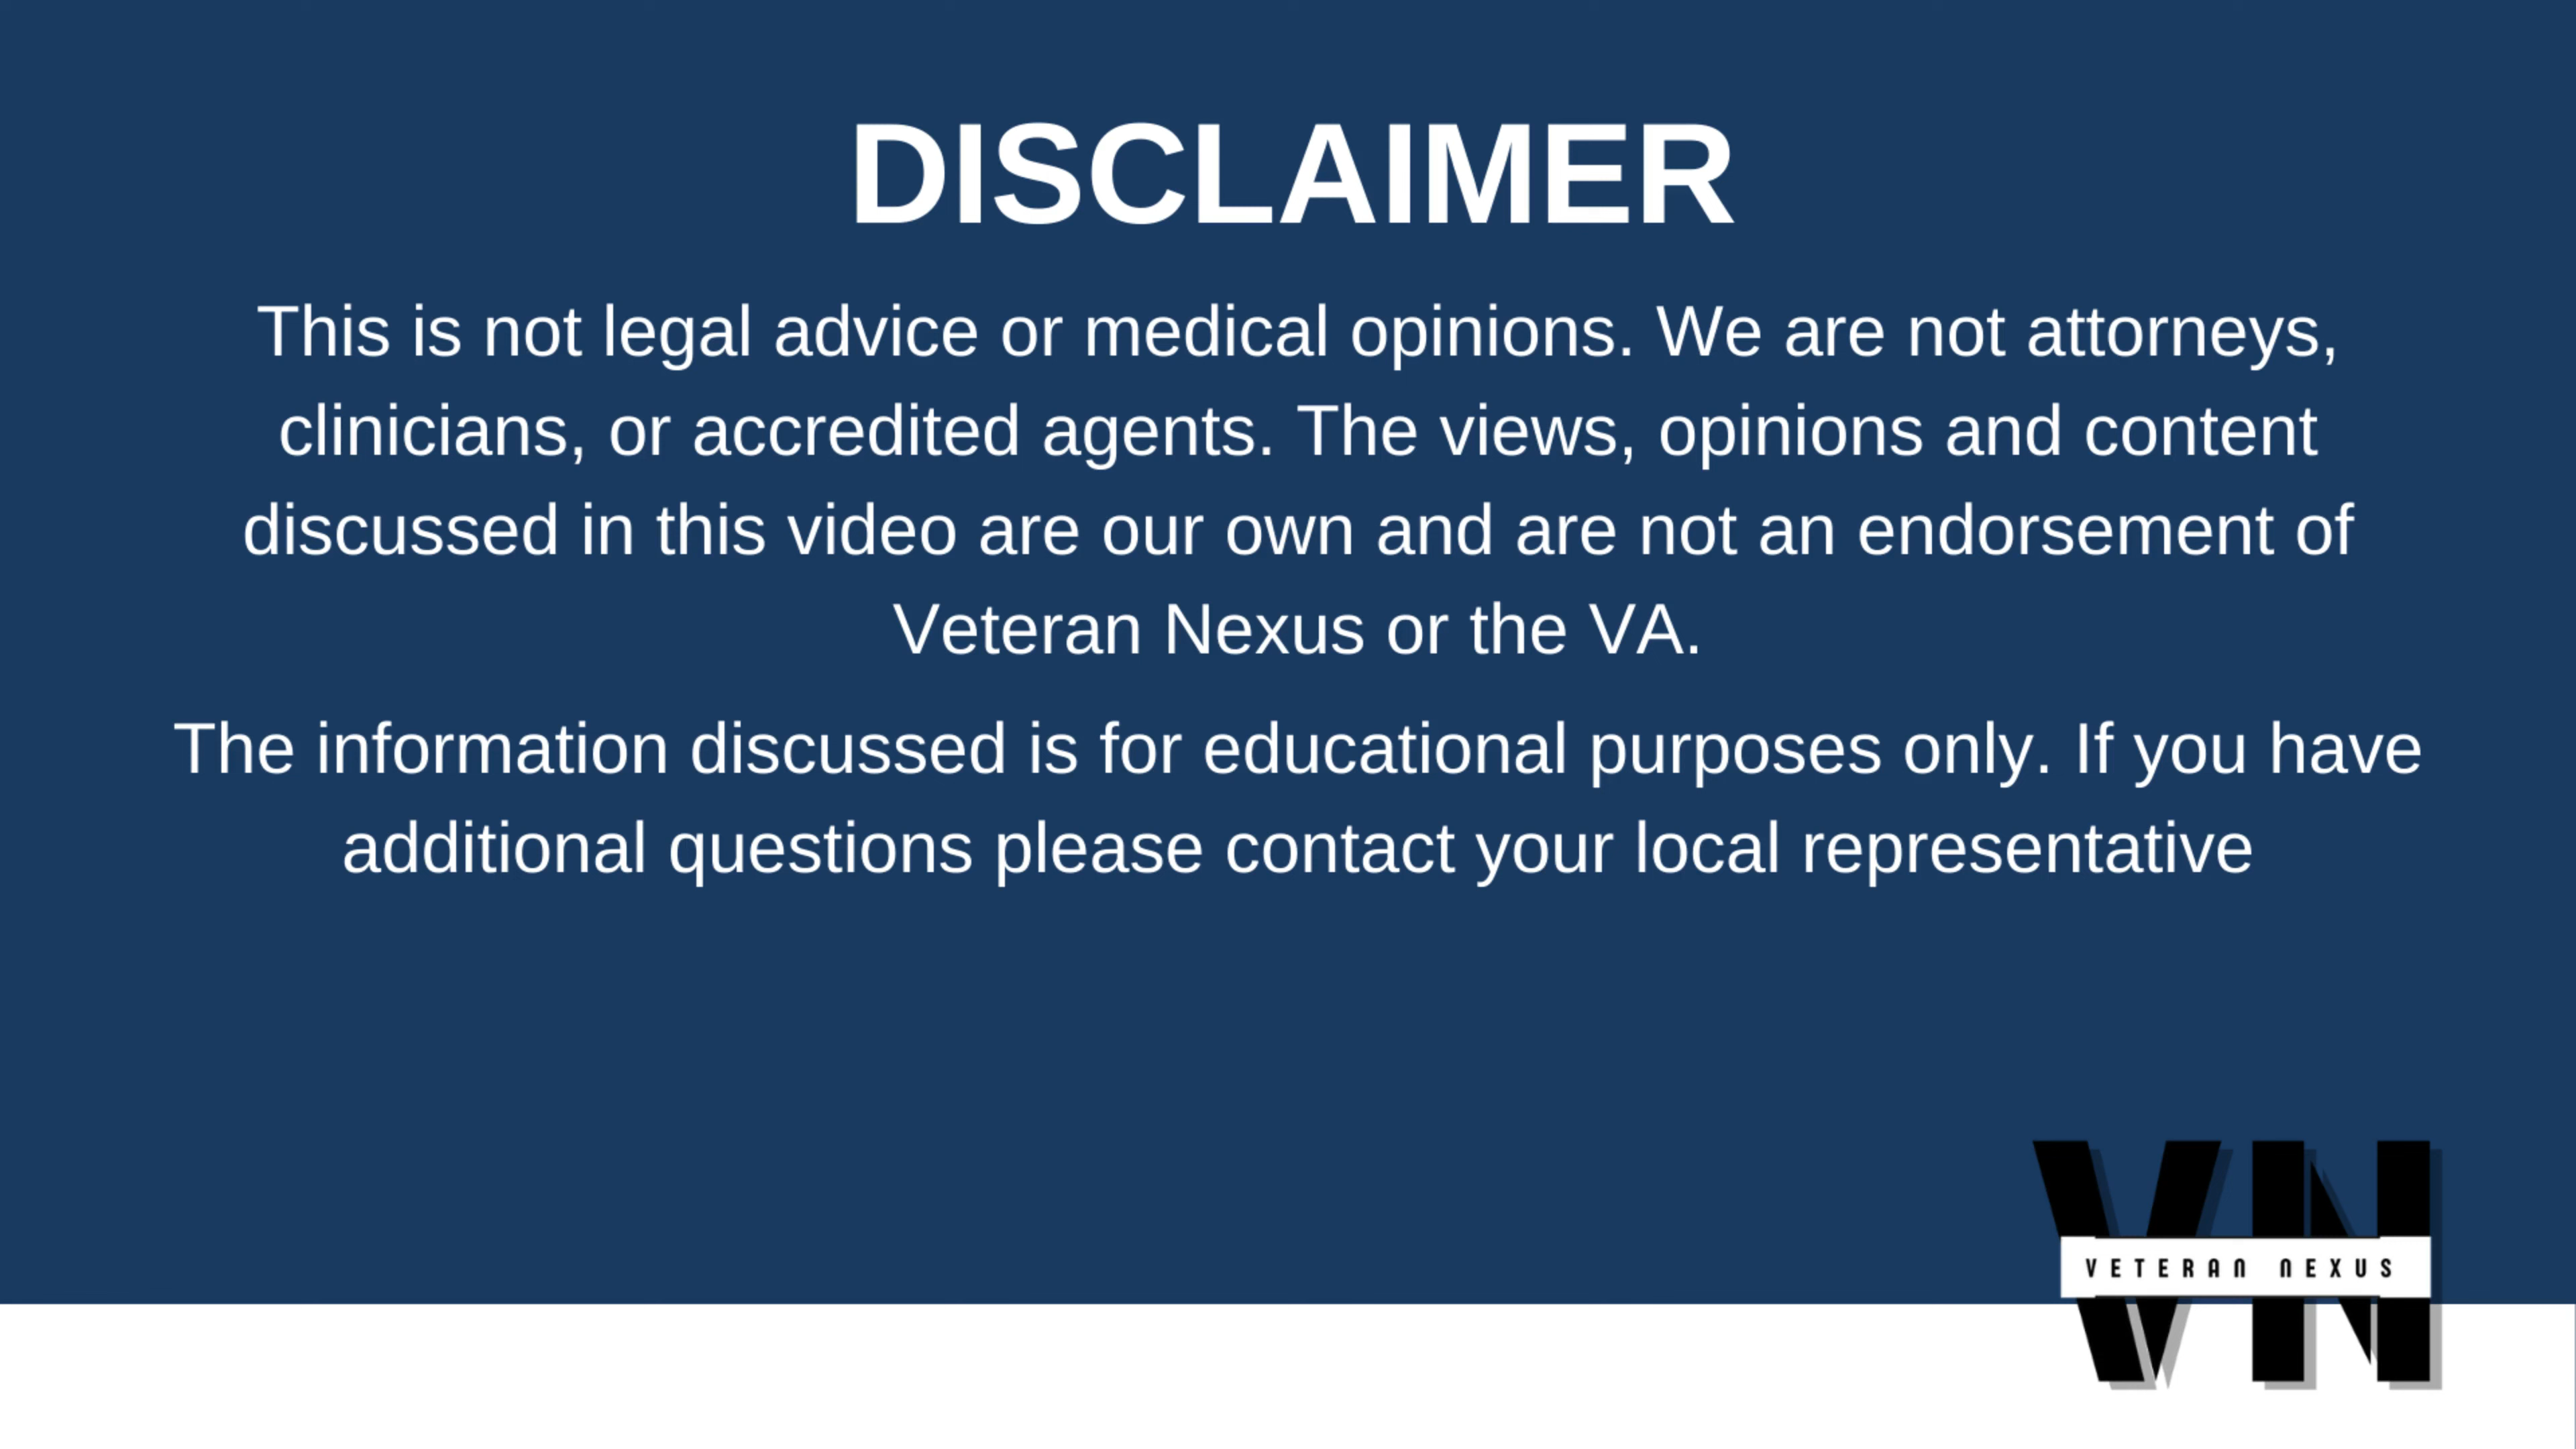 DISCLAIMER
This is not legal advice or medical opinions. We are not attorneys,
clinicians, or accredited agents. The views, opinions and content
discussed in this video are our own and are not an endorsement of
Veteran Nexus or the VA.
The information discussed is for educational purposes only. If you have
additional questions please contact your local representative
VN
VETERAN NEXUS